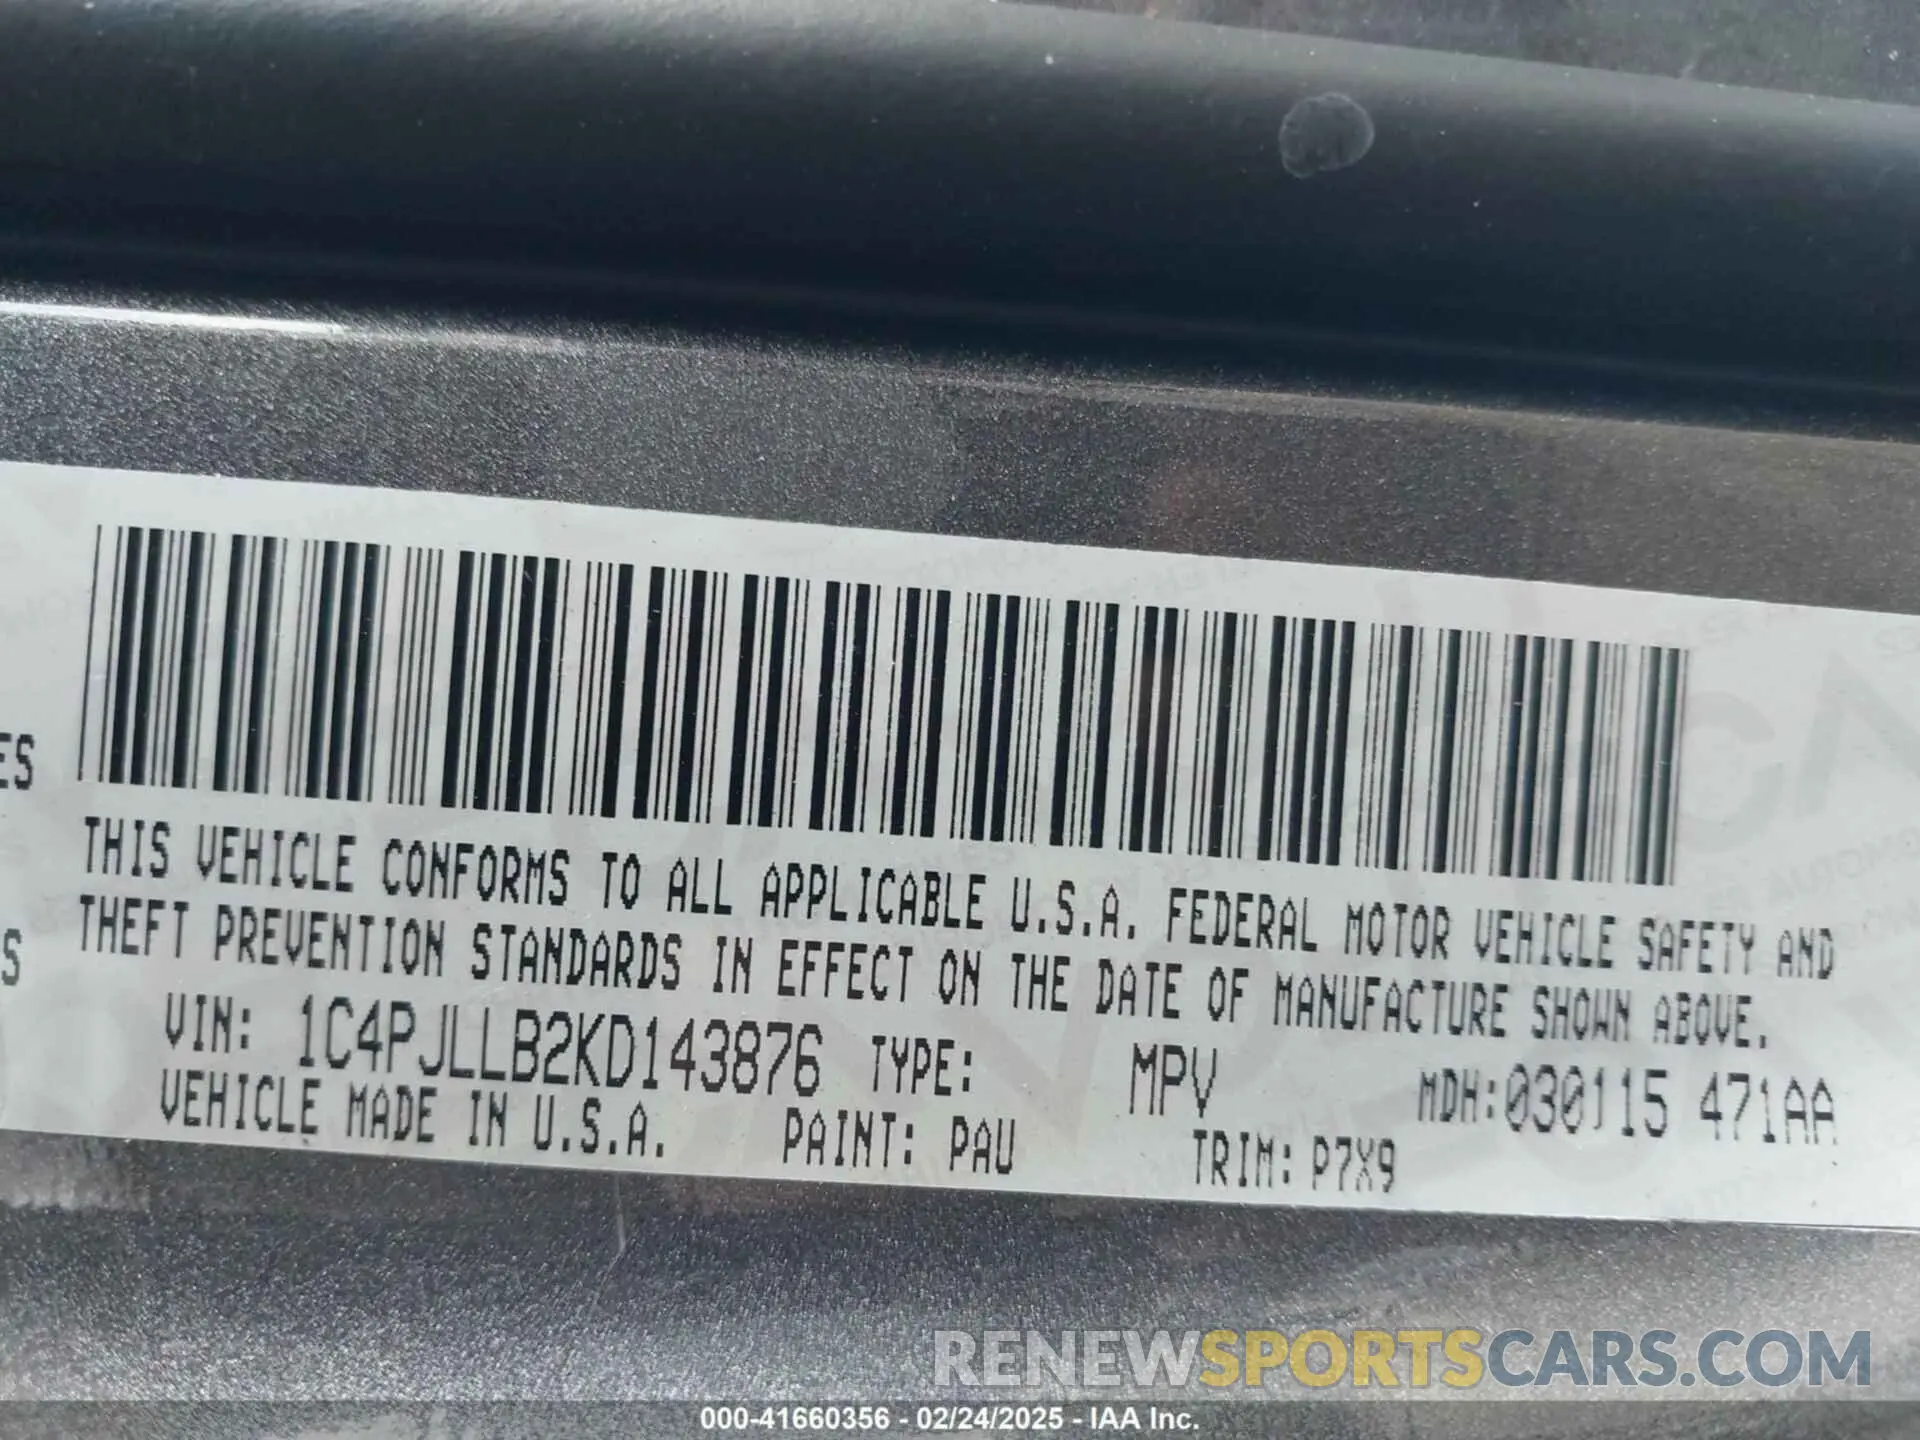 ES
S
THIS VEHICLE CONFORMS TO ALL APPLICABLE U.S.A. FEDERAL MOTOR VEHICLE SAFETY AND
THEFT PREVENTION STANDARDS IN EFFECT ON THE DATE OF MANUFACTURE SHOWN ABOVE.
VIN: 1C4PJLLB2KD143876 TYPE: MPV MDH:030115 471AA
VEHICLE MADE IN U.S.A. PAINT: PAU TRIM: P7X9
RENEWSPORTSCARS.COM
000-41660356 - 02/24/2025 - IAA Inc.